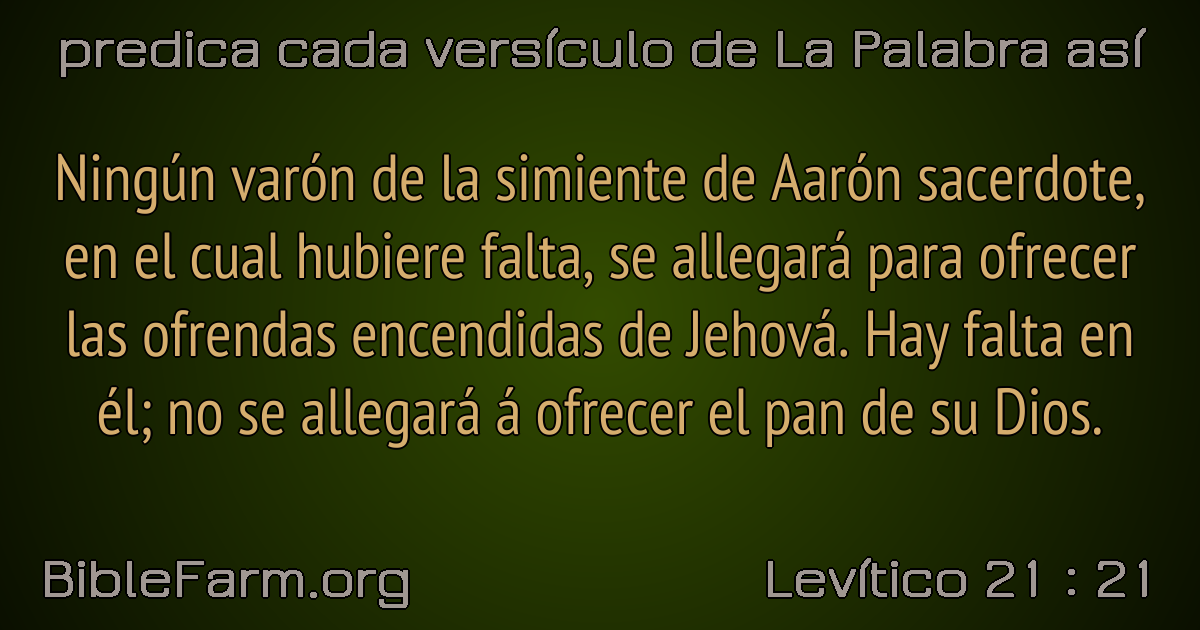 predica cada versículo de La Palabra así
Ningún varón de la simiente de Aarón sacerdote,
en el cual hubiere falta, se allegará para ofrecer
las ofrendas encendidas de Jehová. Hay falta en
él; no se allegará á ofrecer el pan de su Dios.
BibleFarm.org
Levítico 21 : 21